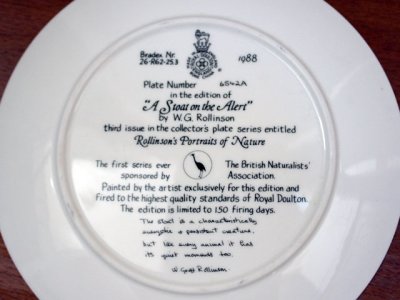 Bradex Nr.
26-R62-25.3
1988
Plate Number 6542A
in the edition of
"A Stoat on the Alert"
by W. G. Rollinson
third issue in the collector's plate series entitled
Rollinson's Portraits of Nature
The first series ever
sponsored by
The British Naturalists'
Association.
Painted by the artist exclusively for this edition and
fired to the highest quality standards of Royal Doulton.
The edition is limited to 150 firing days.
The stoat is a characteristically
energetic & persistent creature,
but like every animal it has
its quiet moments too.
W. Geoff Rollinson